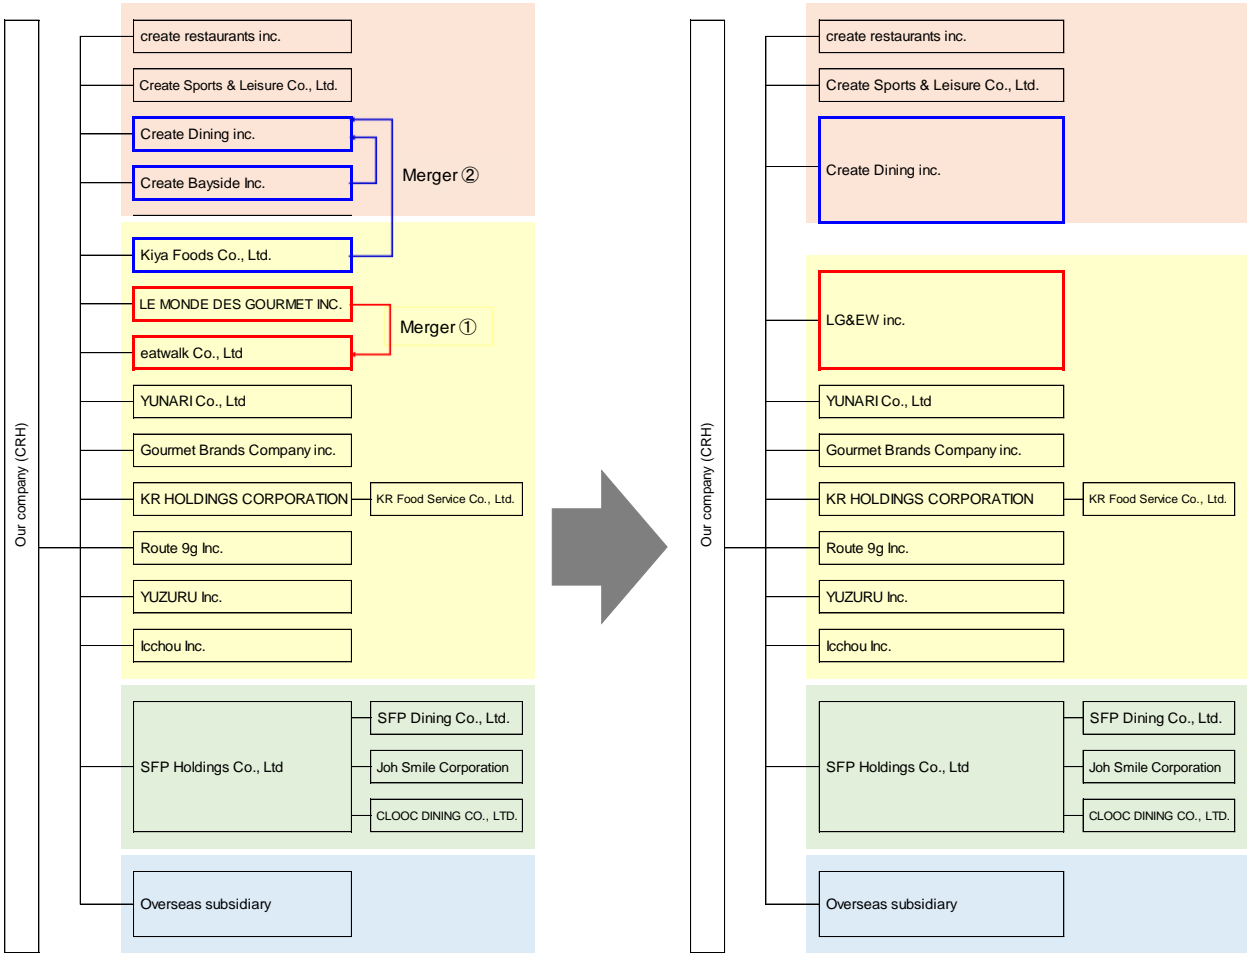 Our company (CRH)
create restaurants inc.
Create Sports & Leisure Co., Ltd.
Create Dining inc.
Create Bayside Inc.
Merger ②
Kiya Foods Co., Ltd.
LE MONDE DES GOURMET INC.
Merger ①
eatwalk Co., Ltd
YUNARI Co., Ltd
Gourmet Brands Company inc.
KR HOLDINGS CORPORATION
KR Food Service Co., Ltd.
Route 9g Inc.
YUZURU Inc.
Icchou Inc.
SFP Holdings Co., Ltd
SFP Dining Co., Ltd.
Joh Smile Corporation
CLOOC DINING CO., LTD.
Overseas subsidiary
Our company (CRH)
create restaurants inc.
Create Sports & Leisure Co., Ltd.
Create Dining inc.
LG&EW inc.
YUNARI Co., Ltd
Gourmet Brands Company inc.
KR HOLDINGS CORPORATION
KR Food Service Co., Ltd.
Route 9g Inc.
YUZURU Inc.
Icchou Inc.
SFP Holdings Co., Ltd
SFP Dining Co., Ltd.
Joh Smile Corporation
CLOOC DINING CO., LTD.
Overseas subsidiary